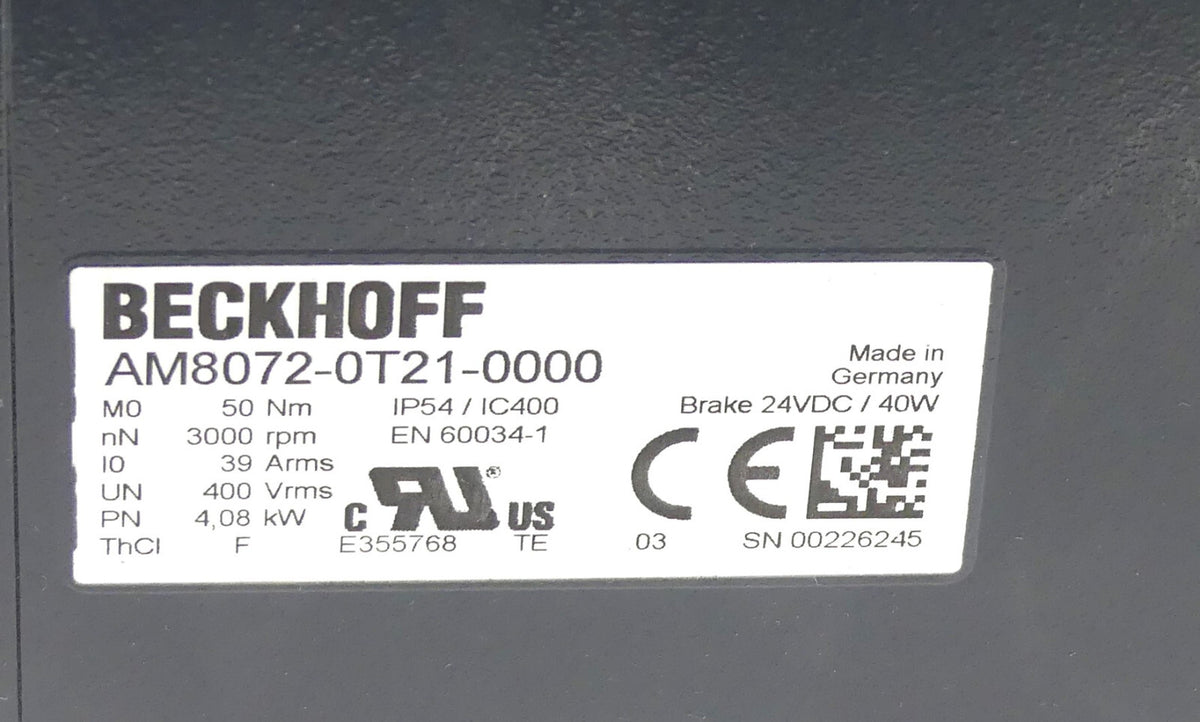 BECKHOFF
AM8072-0T21-0000
Made in
Germany
M0 50 Nm IP54 / IC400 Brake 24VDC / 40W
nN 3000 rpm EN 60034-1
I0 39 Arms
UN 400 Vrms
PN 4,08 kW
ThCl F
C RU ® US
E355768 TE
CE
03 SN 00226245